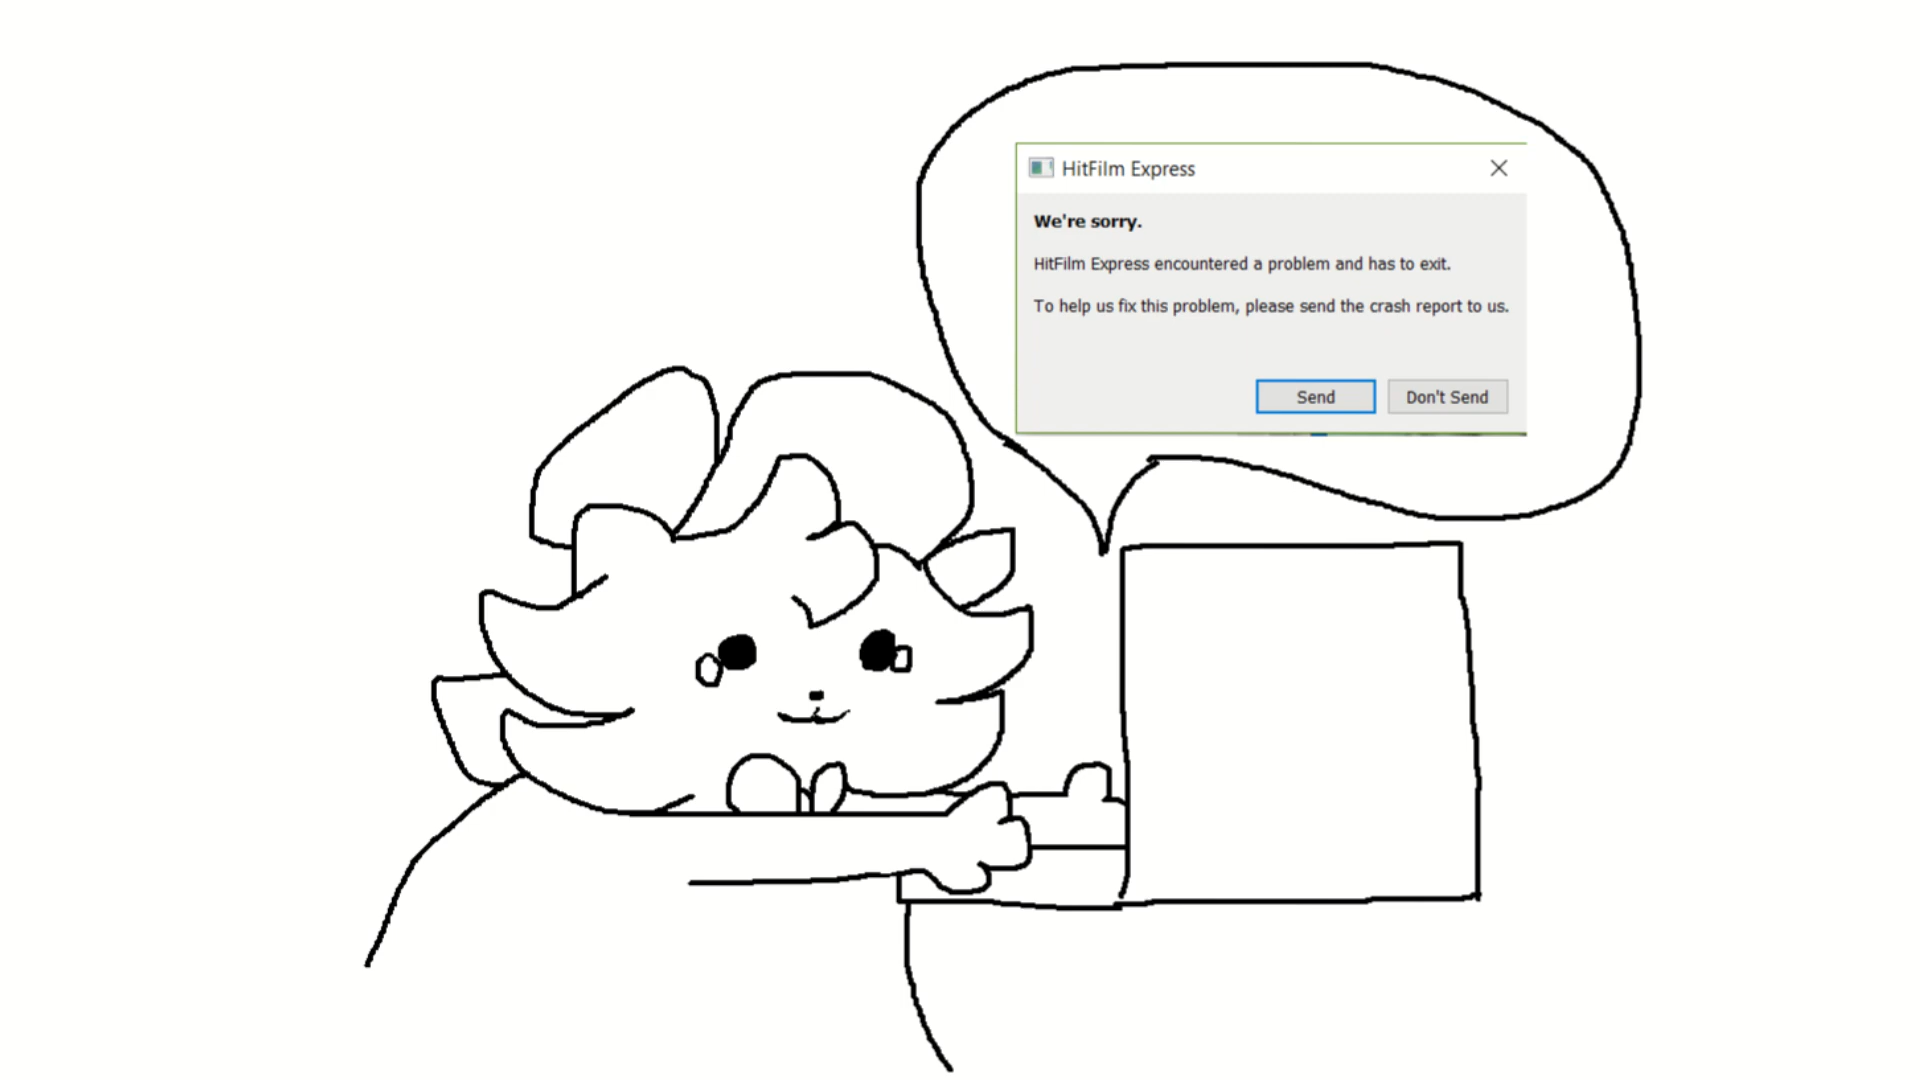 HitFilm Express
We're sorry.
HitFilm Express encountered a problem and has to exit.
To help us fix this problem, please send the crash report to us.
Send Don't Send